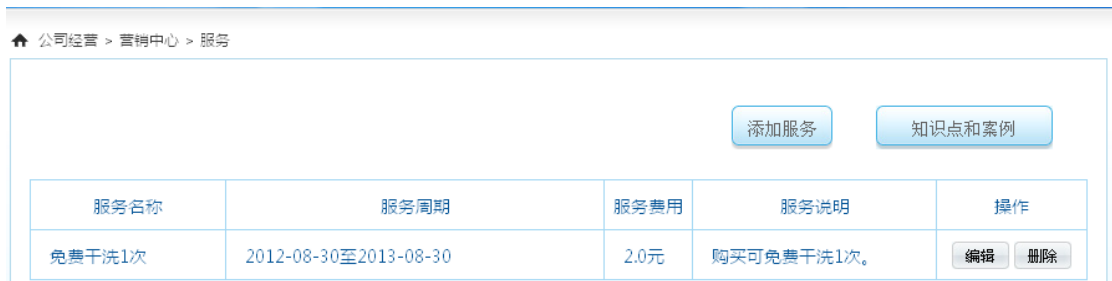 公司经营 > 营销中心 > 服务
添加服务 知识点和案例
服务名称 服务周期 服务费用 服务说明 操作
免费干洗1次 2012-08-30至2013-08-30 2.0元 购买可免费干洗1次。 编辑 删除